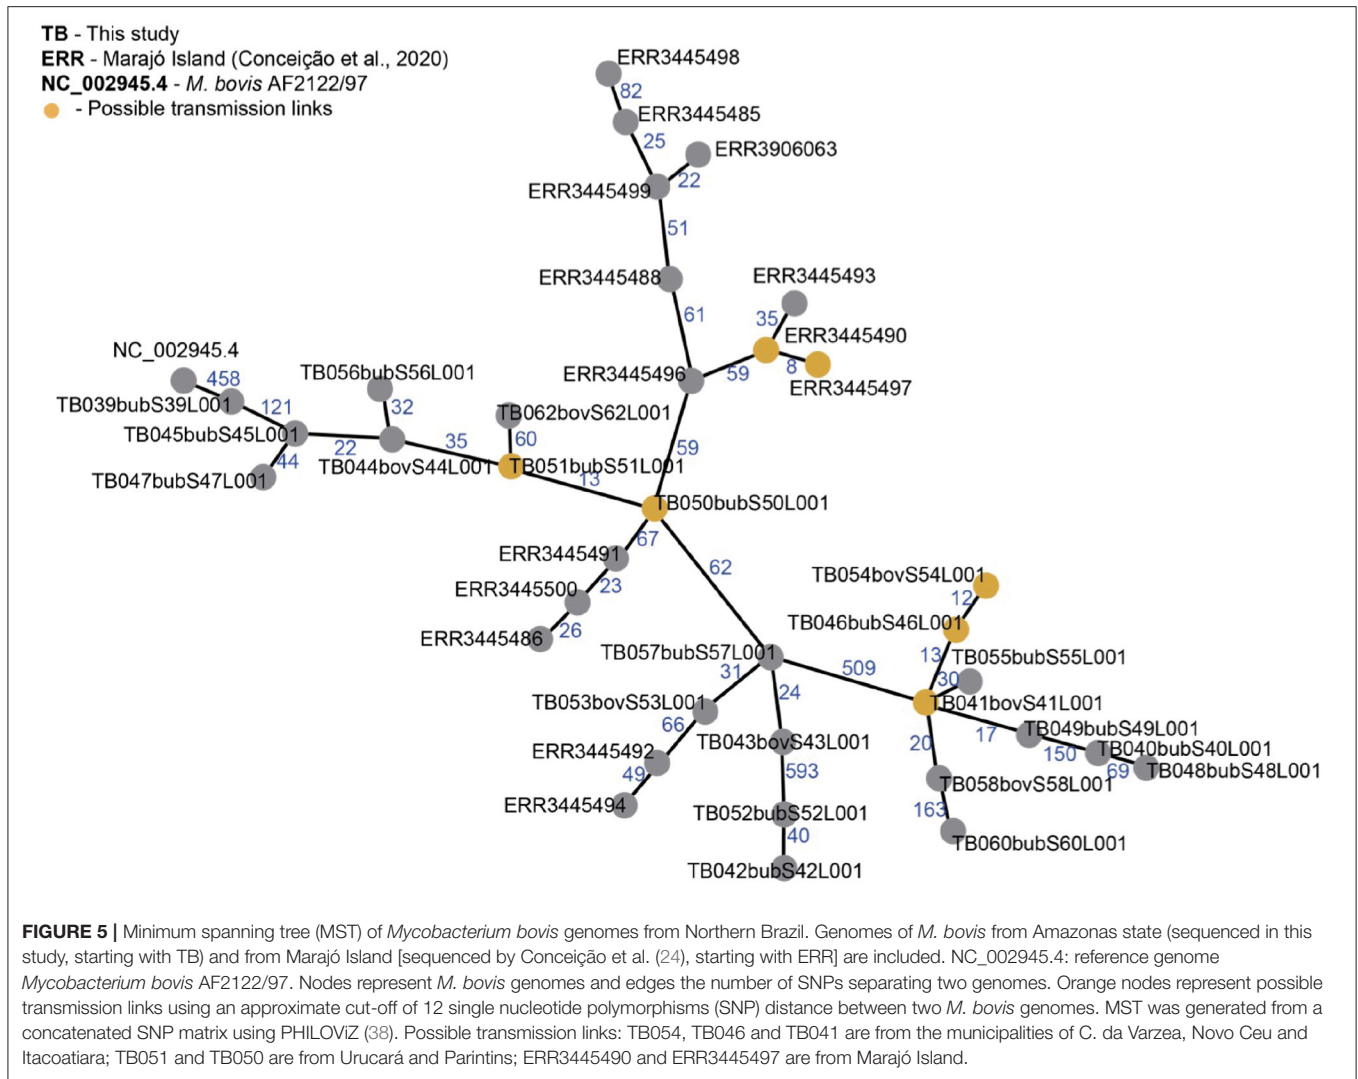 TB - This study
ERR - Marajó Island (Conceição et al., 2020)
NC_002945.4 - M. bovis AF2122/97
- Possible transmission links
ERR3445498
82
ERR3445485
25
ERR3906063
22
ERR3445499
51
ERR3445488
61
ERR3445493
35
ERR3445490
8
ERR3445497
59
ERR3445496
59
NC_002945.4
458
TB039bubS39L001
121
TB045bubS45L001
44
TB047bubS47L001
22
TB056bubS56L001
32
TB044bovS44L001
35
TB062bovS62L001
60
TB051bubS51L001
13
TB050bubS50L001
67
ERR3445491
23
ERR3445500
26
ERR3445486
62
TB057bubS57L001
31
TB053bovS53L001
66
ERR3445492
49
ERR3445494
24
TB043bovS43L001
593
TB052bubS52L001
40
TB042bubS42L001
509
TB054bovS54L001
12
TB046bubS46L001
13
TB055bubS55L001
30
TB041bovS41L001
17
TB049bubS49L001
150
TB040bubS40L001
69
TB048bubS48L001
20
TB058bovS58L001
163
TB060bubS60L001
FIGURE 5 | Minimum spanning tree (MST) of Mycobacterium bovis genomes from Northern Brazil. Genomes of M. bovis from Amazonas state (sequenced in this
study, starting with TB) and from Marajó Island [sequenced by Conceição et al. (24), starting with ERR] are included. NC_002945.4: reference genome
Mycobacterium bovis AF2122/97. Nodes represent M. bovis genomes and edges the number of SNPs separating two genomes. Orange nodes represent possible
transmission links using an approximate cut-off of 12 single nucleotide polymorphisms (SNP) distance between two M. bovis genomes. MST was generated from a
concatenated SNP matrix using PHILOViZ (38). Possible transmission links: TB054, TB046 and TB041 are from the municipalities of C. da Varzea, Novo Ceu and
Itacoatiara; TB051 and TB050 are from Urucará and Parintins; ERR3445490 and ERR3445497 are from Marajó Island.